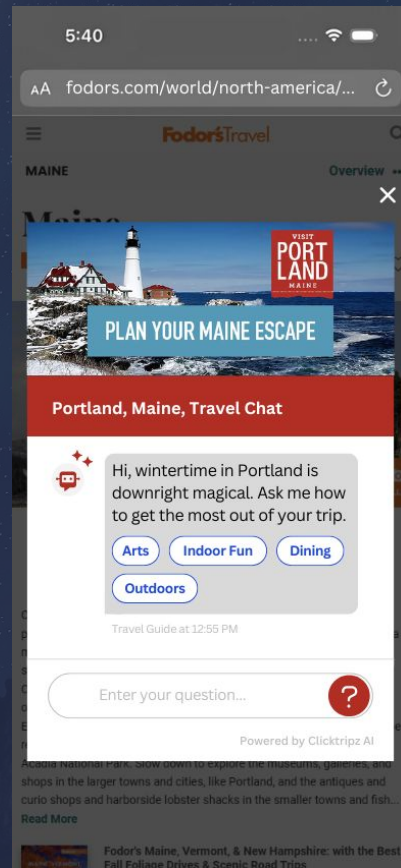 5:40
AA fodors.com/world/north-america/...
Fodor'sTravel
MAINE
Overview
Maine
VISIT
PORT
LAND
MAINE
PLAN YOUR MAINE ESCAPE
Portland, Maine, Travel Chat
Hi, wintertime in Portland is
downright magical. Ask me how
to get the most out of your trip.
Arts
Indoor Fun
Dining
Outdoors
Travel Guide at 12:55 PM
Enter your question...
?
Powered by Clicktripz AI
Acadia National Park. Slow down to explore the museums, galleries, and
shops in the larger towns and cities, like Portland, and the antiques and
curio shops and harborside lobster shacks in the smaller towns and fish...
Read More
Fodor's Maine, Vermont, & New Hampshire: with the Best
Fall Foliage Drives & Scenic Road Trips